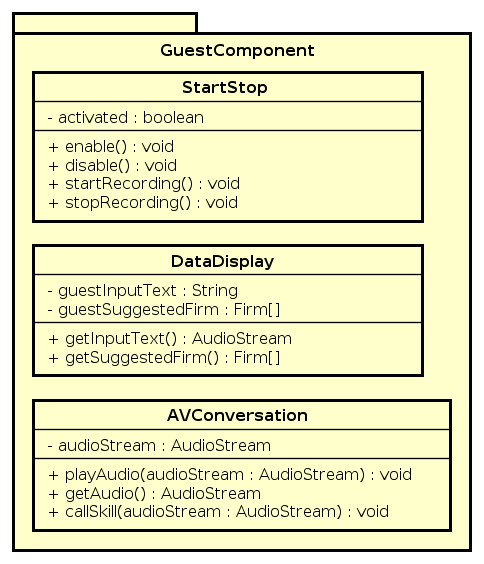 GuestComponent
StartStop
- activated : boolean
+ enable() : void
+ disable() : void
+ startRecording() : void
+ stopRecording() : void
DataDisplay
- guestInputText : String
- guestSuggestedFirm : Firm[]
+ getInputText() : AudioStream
+ getSuggestedFirm() : Firm[]
AVConversation
- audioStream : AudioStream
+ playAudio(audioStream : AudioStream) : void
+ getAudio() : AudioStream
+ callSkill(audioStream : AudioStream) : void